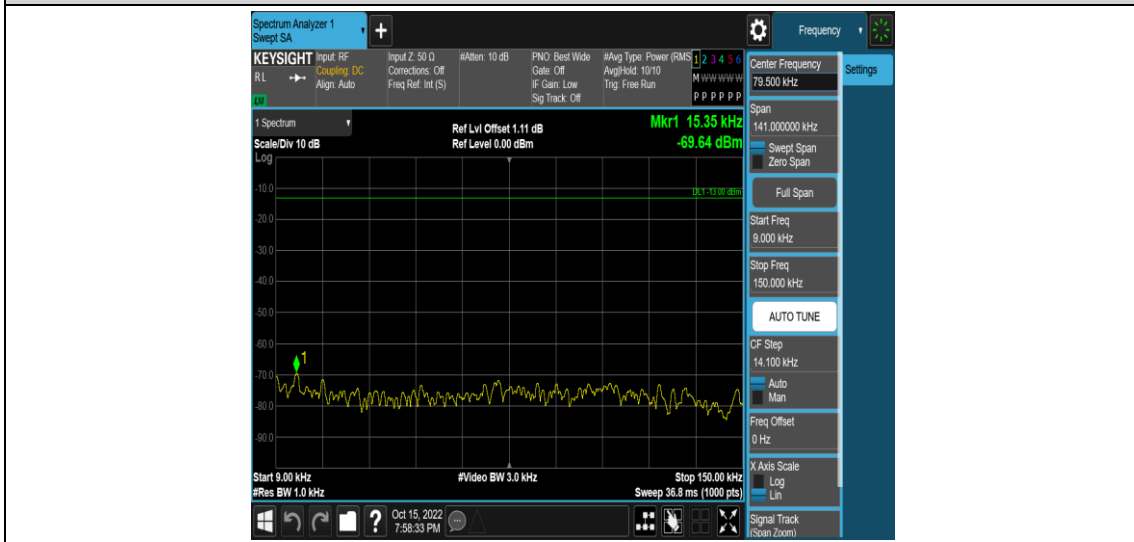 Spectrum Analyzer 1
Swept SA
Frequency
KEYSIGHT
RL
LXI
Input: RF
Coupling: DC
Align: Auto
Input Z: 50 Ω
Corrections: Off
Freq Ref: Int (S)
#Atten: 10 dB
PNO: Best Wide
Gate: Off
IF Gain: Low
Sig Track: Off
#Avg Type: Power (RMS
Avg|Hold: 10/10
Trig: Free Run
1 2 3 4 5 6
M W W W W W
P P P P P P
1 Spectrum
Scale/Div 10 dB
Log
Ref Lvl Offset 1.11 dB
Ref Level 0.00 dBm
Mkr1 15.35 kHz
-69.64 dBm
DL1 -13.00 dBm
-10.0
-20.0
-30.0
-40.0
-50.0
-60.0
-70.0
-80.0
-90.0
1
Start 9.00 kHz
#Res BW 1.0 kHz
#Video BW 3.0 kHz
Stop 150.00 kHz
Sweep 36.8 ms (1000 pts)
Center Frequency
79.500 kHz
Settings
Span
141.000000 kHz
Swept Span
Zero Span
Full Span
Start Freq
9.000 kHz
Stop Freq
150.000 kHz
AUTO TUNE
CF Step
14.100 kHz
Auto
Man
Freq Offset
0 Hz
X Axis Scale
Log
Lin
Signal Track
(Span Zoom)
?
Oct 15, 2022
7:58:33 PM